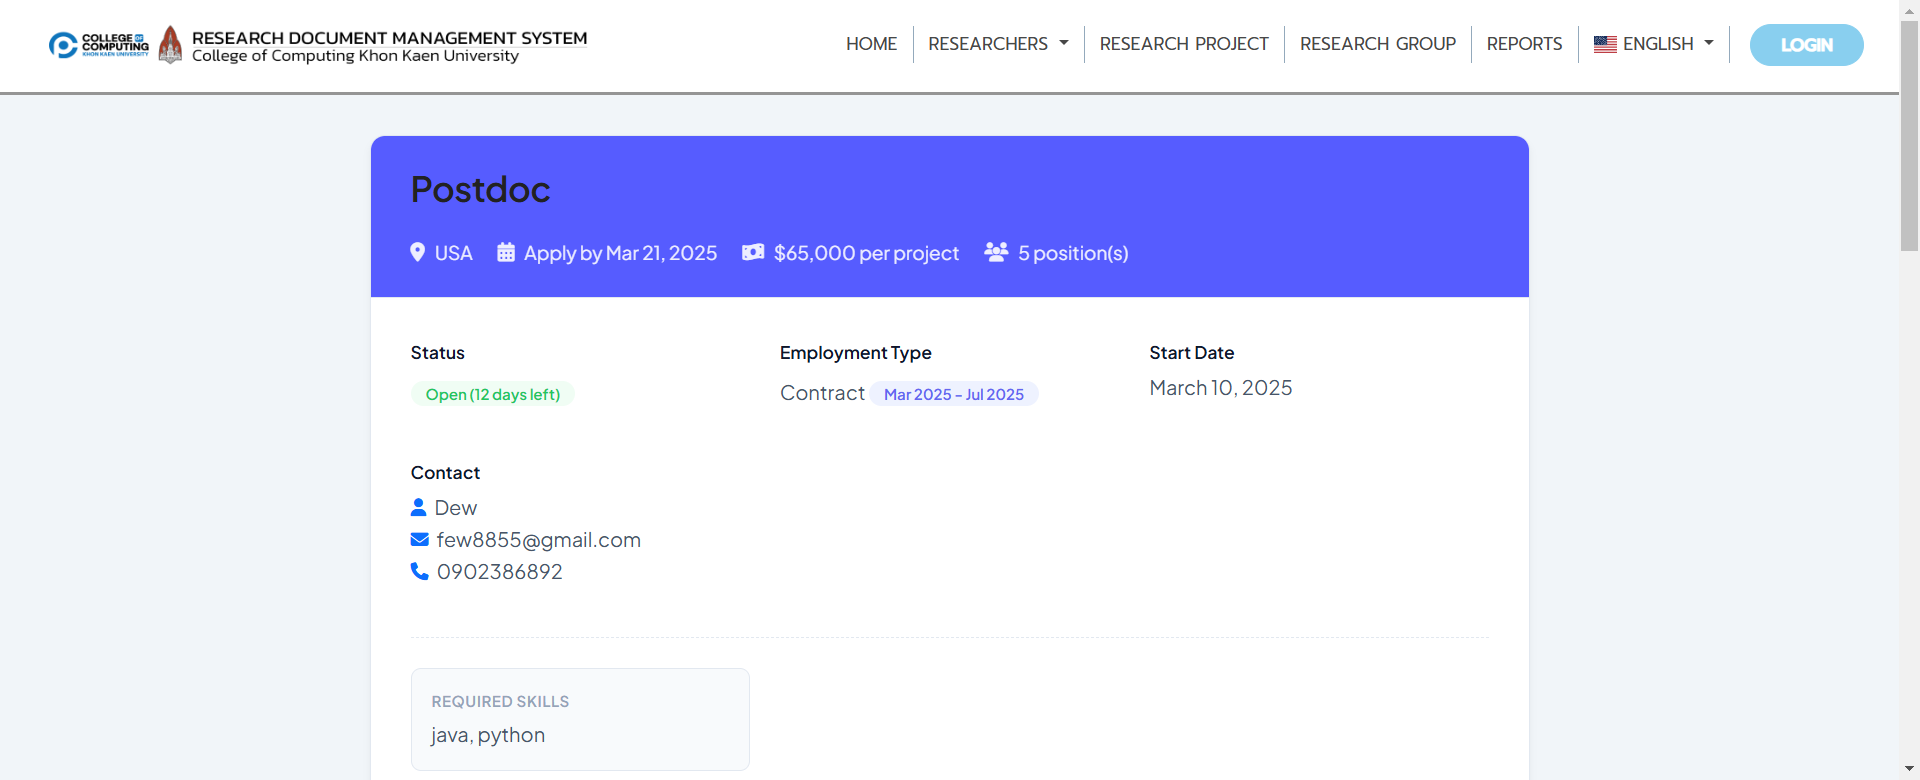 COLLEGE OF
COMPUTING
KHON KAEN UNIVERSITY
RESEARCH DOCUMENT MANAGEMENT SYSTEM
College of Computing Khon Kaen University
HOME
RESEARCHERS
RESEARCH PROJECT
RESEARCH GROUP
REPORTS
ENGLISH
LOGIN
Postdoc
USA Apply by Mar 21, 2025 $65,000 per project 5 position(s)
Status
Open (12 days left)
Employment Type
Contract Mar 2025 - Jul 2025
Start Date
March 10, 2025
Contact
Dew
few8855@gmail.com
0902386892
REQUIRED SKILLS
java, python